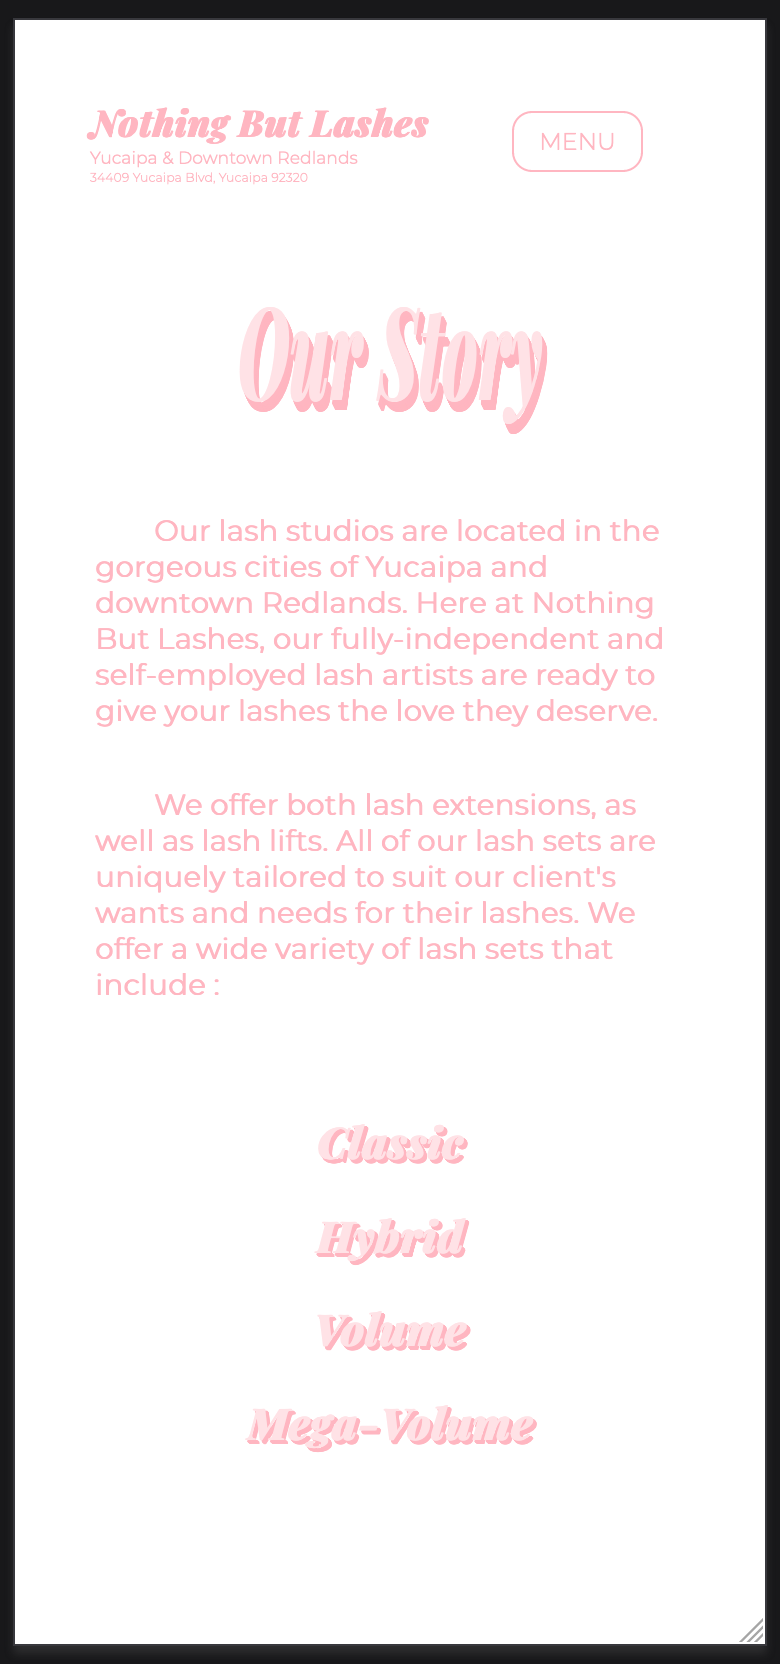 Nothing But Lashes
Yucaipa & Downtown Redlands
34409 Yucaipa Blvd, Yucaipa 92320
MENU
Our Story
Our lash studios are located in the
gorgeous cities of Yucaipa and
downtown Redlands. Here at Nothing
But Lashes, our fully-independent and
self-employed lash artists are ready to
give your lashes the love they deserve.
We offer both lash extensions, as
well as lash lifts. All of our lash sets are
uniquely tailored to suit our client's
wants and needs for their lashes. We
offer a wide variety of lash sets that
include :
Classic
Hybrid
Volume
Mega-Volume